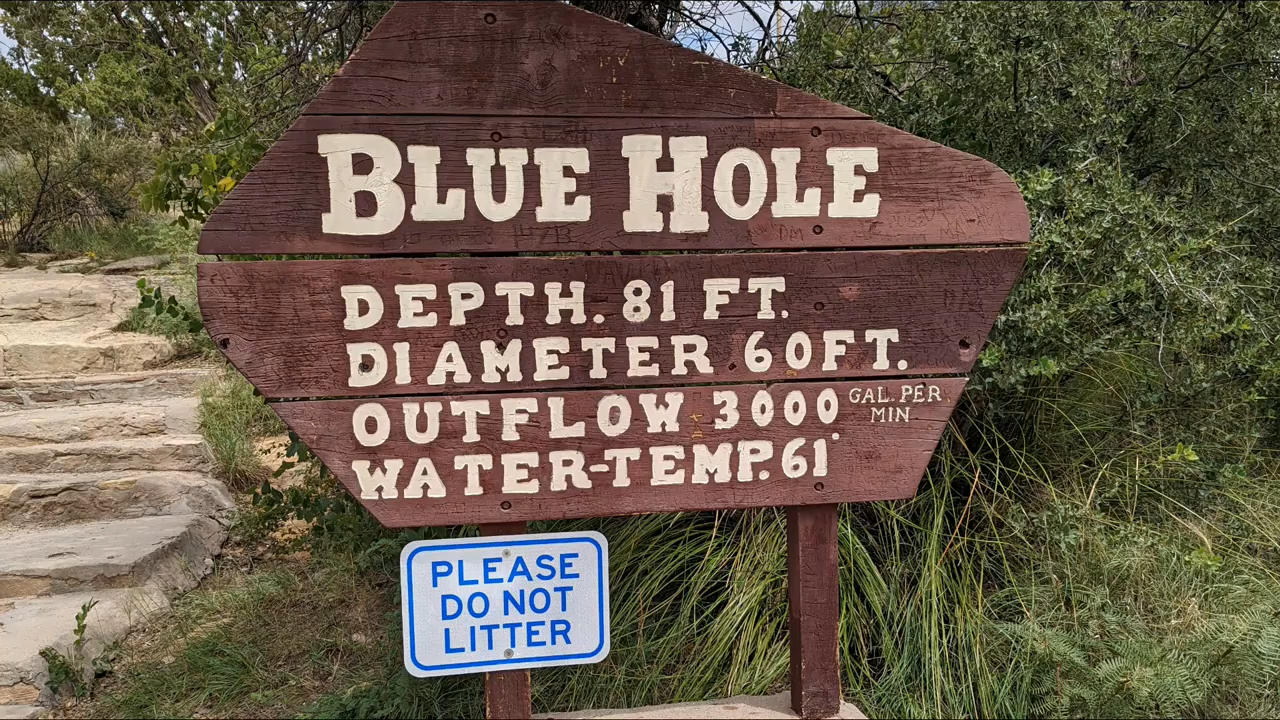 BLUE HOLE
DEPTH. 81 FT.
DIAMETER 60FT.
OUTFLOW 3000 GAL. PER MIN
WATER-TEMP. 61°
PLEASE
DO NOT
LITTER